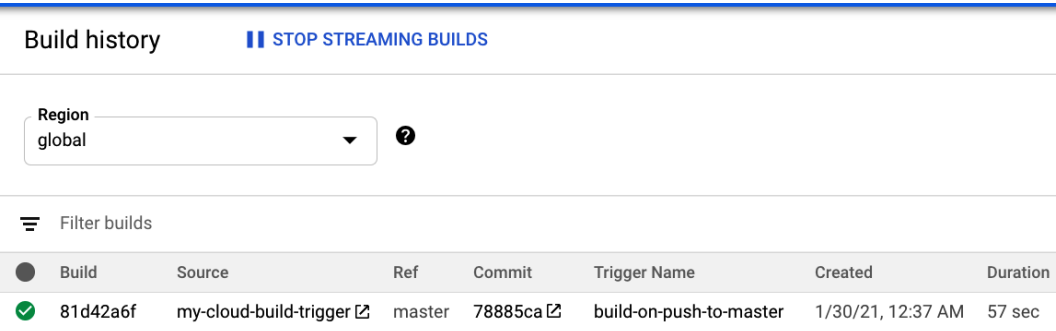 Build history STOP STREAMING BUILDS
Region
global
Filter builds
Build Source Ref Commit Trigger Name Created Duration
81d42a6f my-cloud-build-trigger master 78885ca build-on-push-to-master 1/30/21, 12:37 AM 57 sec